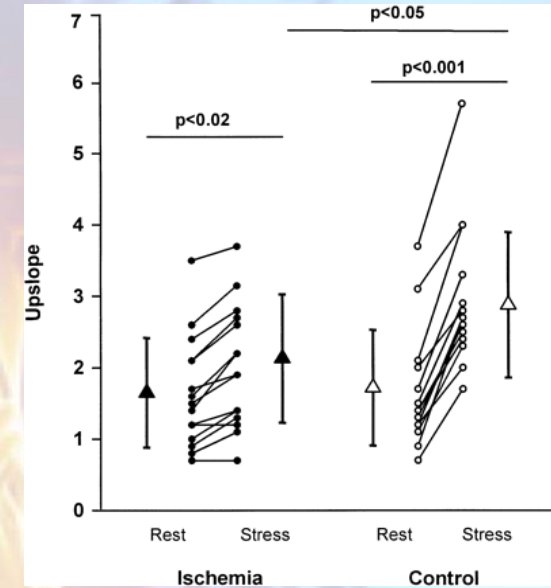 p<0.05
p<0.001
p<0.02
Upslope
7
6
5
4
3
2
1
0
Rest Stress Rest Stress
Ischemia Control